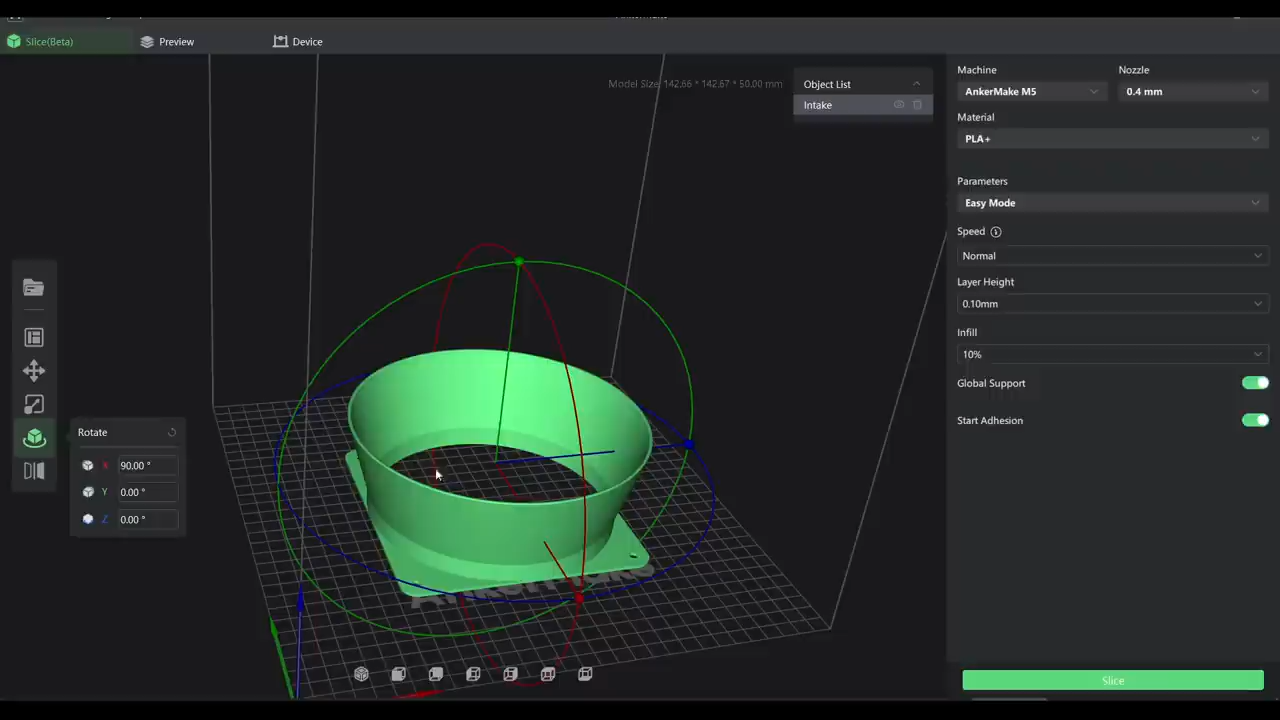 Slice(Beta)
Preview
Device
Model Size: 142.66 * 142.67 * 50.00 mm
Object List
Intake
Machine
Nozzle
AnkerMake M5
0.4 mm
Material
PLA+
Parameters
Easy Mode
Speed
Normal
Layer Height
0.10mm
Infill
10%
Global Support
Start Adhesion
Rotate
X 90.00 °
Y 0.00 °
Z 0.00 °
Slice